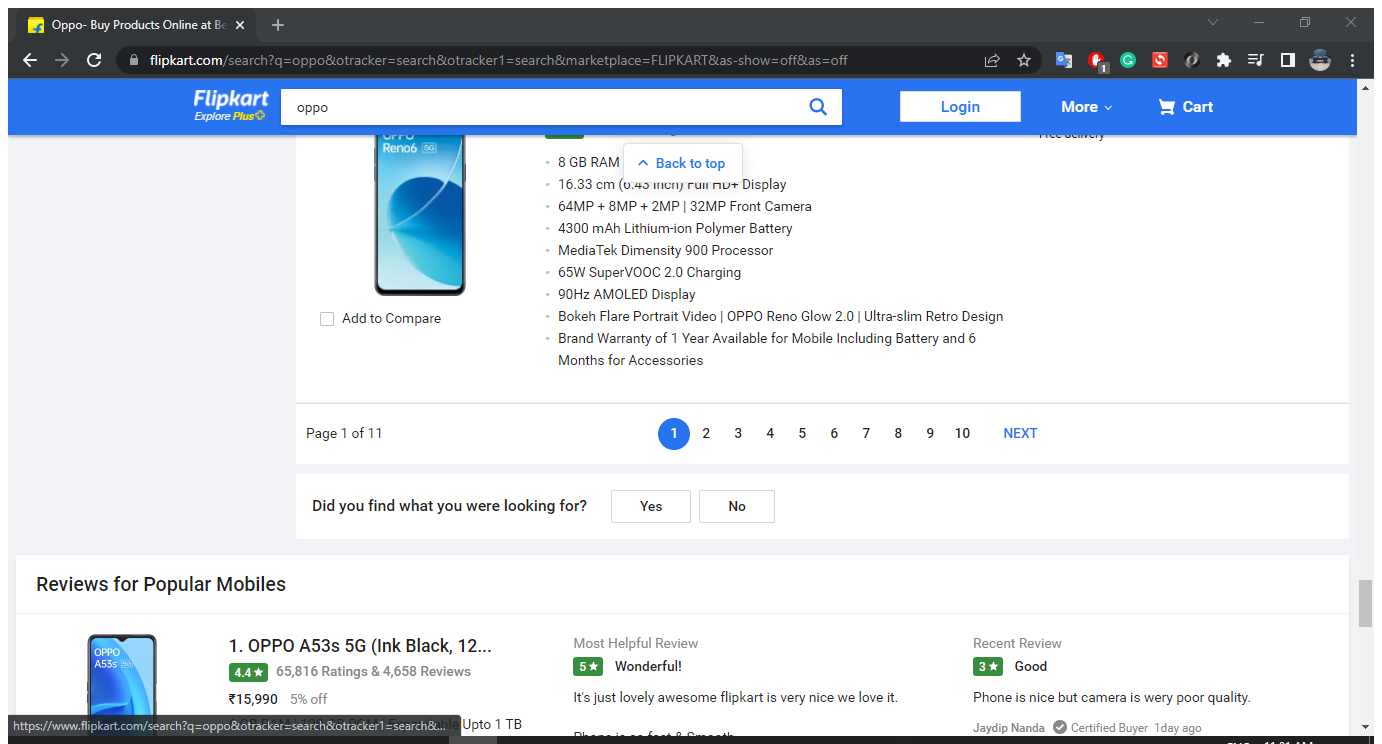 Oppo- Buy Products Online at Be
flipkart.com/search?q=oppo&otracker=search&otracker1=search&marketplace=FLIPKART&as-show=off&as=off
1
Flipkart
Explore Plus
oppo
Login
More
Cart
Free delivery
OPPO
Reno6 5G
8 GB RAM
Back to top
16.33 cm (6.43 inch) Full HD+ Display
64MP + 8MP + 2MP | 32MP Front Camera
4300 mAh Lithium-ion Polymer Battery
MediaTek Dimensity 900 Processor
65W SuperVOOC 2.0 Charging
90Hz AMOLED Display
Bokeh Flare Portrait Video | OPPO Reno Glow 2.0 | Ultra-slim Retro Design
Brand Warranty of 1 Year Available for Mobile Including Battery and 6
Months for Accessories
Add to Compare
Page 1 of 11
1 2 3 4 5 6 7 8 9 10 NEXT
Did you find what you were looking for?
Yes
No
Reviews for Popular Mobiles
OPPO
A53s 5G
1. OPPO A53s 5G (Ink Black, 12...
4.4★ 65,816 Ratings & 4,658 Reviews
₹15,990 5% off
Upto 1 TB
Most Helpful Review
5★ Wonderful!
It's just lovely awesome flipkart is very nice we love it.
Phone is so fast & Smooth
Recent Review
3★ Good
Phone is nice but camera is wery poor quality.
Jaydip Nanda Certified Buyer 1day ago
https://www.flipkart.com/search?q=oppo&otracker=search&otracker1=search&...